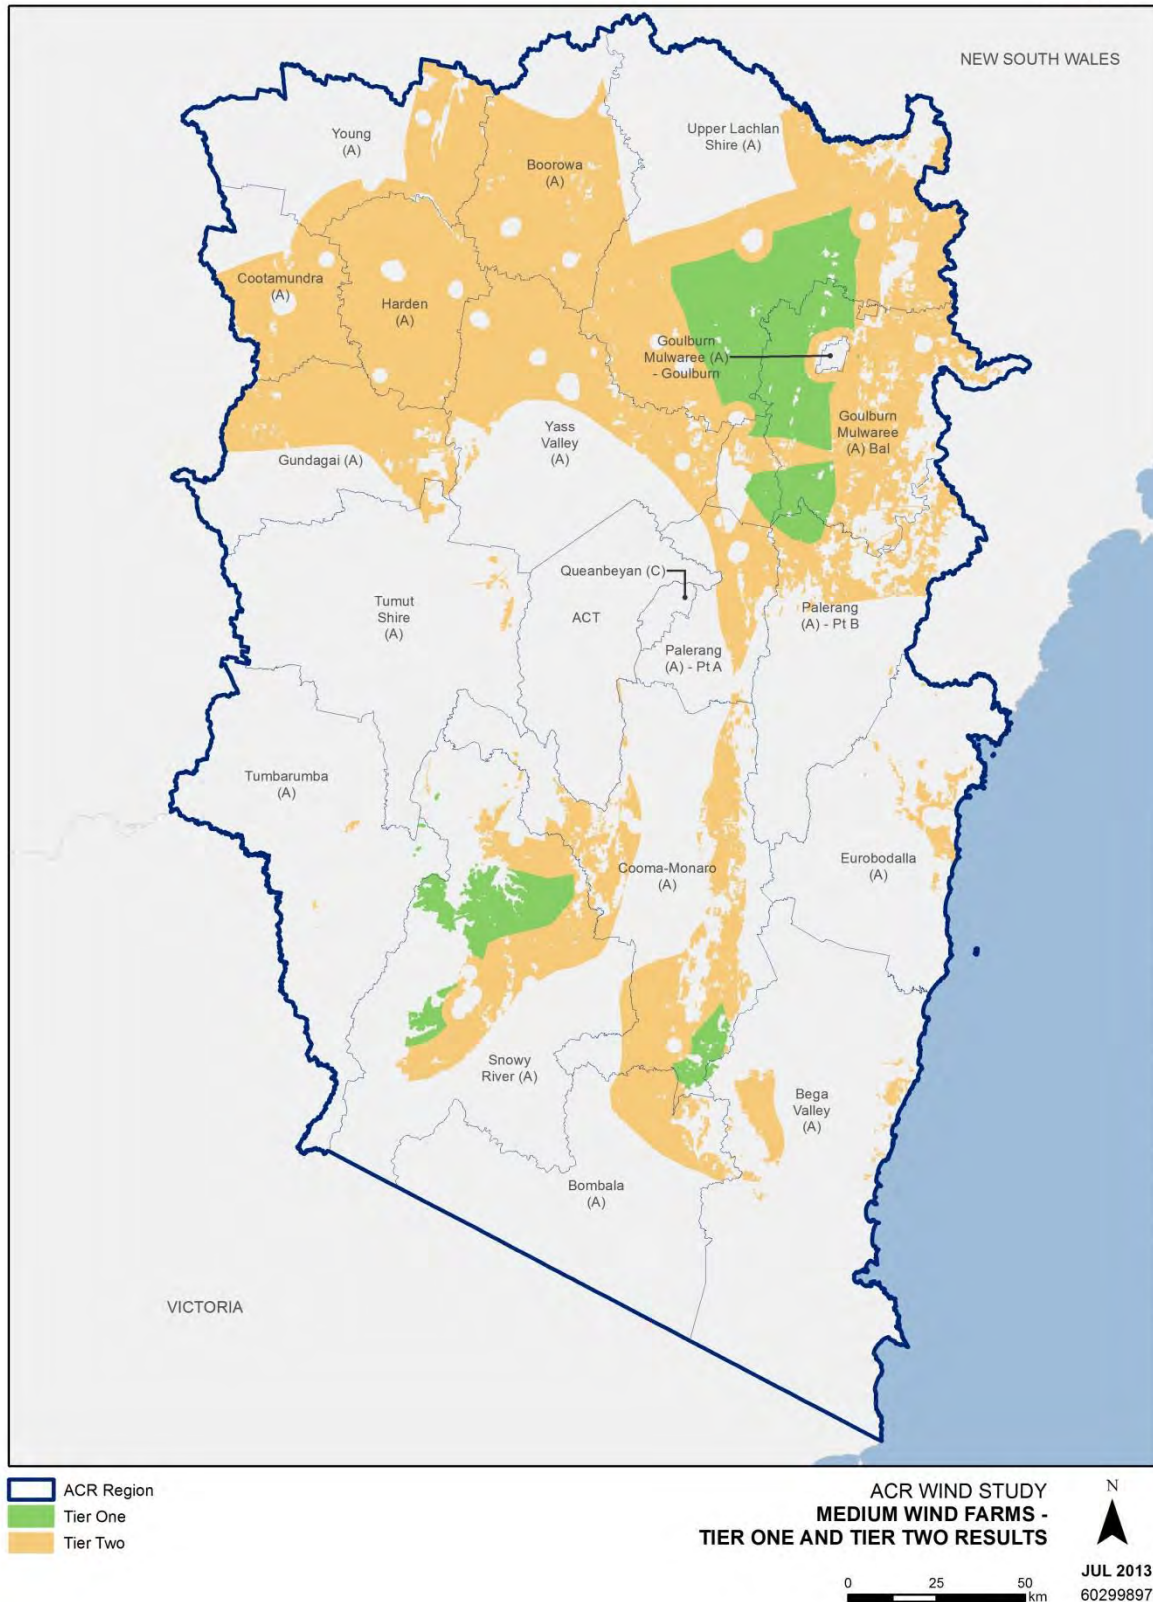 NEW SOUTH WALES
Young
(A)
Upper Lachlan
Shire (A)
Boorowa
(A)
Cootamundra
(A)
Harden
(A)
Goulburn
Mulwaree (A)
- Goulburn
Goulburn
Mulwaree
(A) Bal
Yass
Valley
(A)
Gundagai (A)
Queanbeyan (C)
Tumut
Shire
(A)
ACT
Palerang
(A) - Pt A
Palerang
(A) - Pt B
Tumbarumba
(A)
Cooma-Monaro
(A)
Eurobodalla
(A)
Snowy
River (A)
Bega
Valley
(A)
Bombala
(A)
VICTORIA
ACR Region
Tier One
Tier Two
ACR WIND STUDY
MEDIUM WIND FARMS -
TIER ONE AND TIER TWO RESULTS
N
JUL 2013
60299897
0 25 50
km